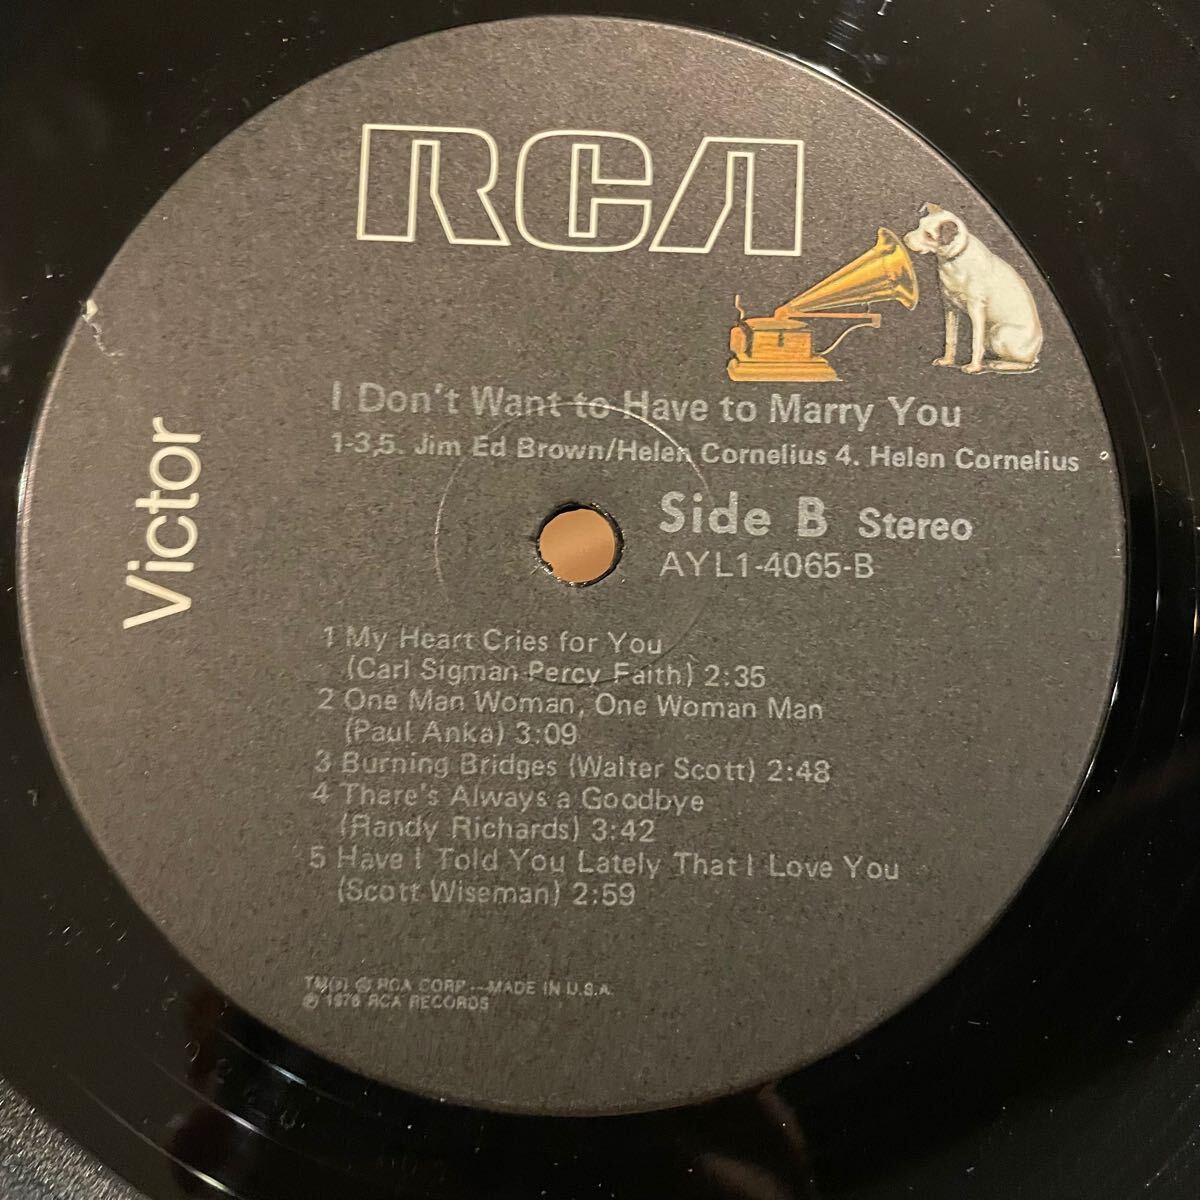 RCA
Victor
I Don't Want to Have to Marry You
1-3,5. Jim Ed Brown/Helen Cornelius 4. Helen Cornelius
Side B Stereo
AYL1-4065-B
1 My Heart Cries for You
(Carl Sigman-Percy Faith) 2:35
2 One Man Woman, One Woman Man
(Paul Anka) 3:09
3 Burning Bridges (Walter Scott) 2:48
4 There's Always a Goodbye
(Randy Richards) 3:42
5 Have I Told You Lately That I Love You
(Scott Wiseman) 2:59
TM(s) ® RCA CORP.—MADE IN U.S.A.
℗ 1976 RCA RECORDS